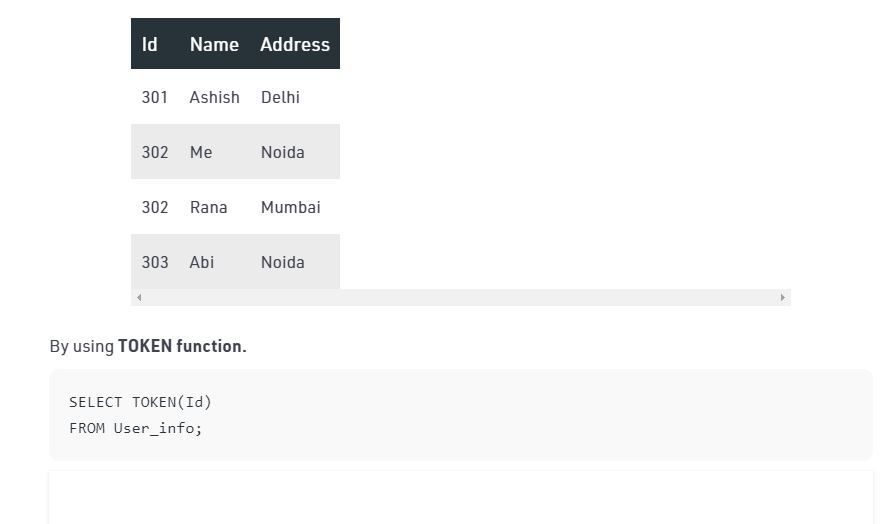 Id Name Address
301 Ashish Delhi
302 Me Noida
302 Rana Mumbai
303 Abi Noida
By using TOKEN function.
SELECT TOKEN(Id)
FROM User_info;